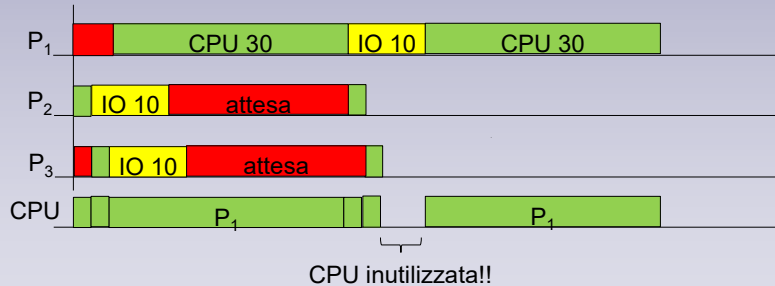 P1 CPU 30 IO 10 CPU 30
P2 IO 10 attesa
P3 IO 10 attesa
CPU P1 P1
CPU inutilizzata!!